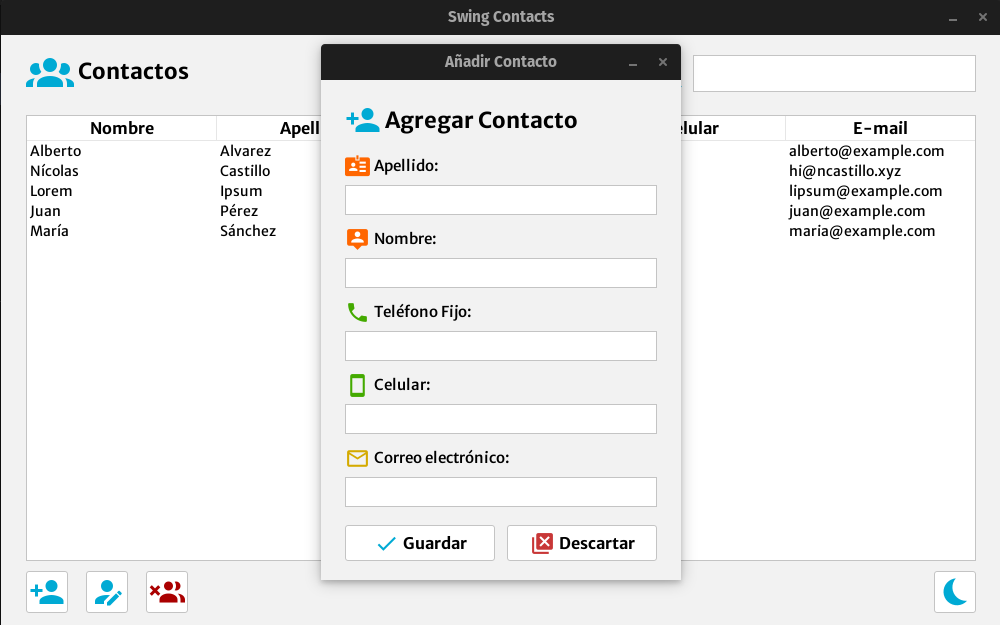 Swing Contacts
Contactos
Nombre
E-mail
Alberto Alvarez alberto@example.com
Nícolas Castillo hi@ncastillo.xyz
Lorem Ipsum lipsum@example.com
Juan Pérez juan@example.com
María Sánchez maria@example.com
Añadir Contacto
Agregar Contacto
Apellido:
Nombre:
Teléfono Fijo:
Celular:
Correo electrónico:
Guardar Descartar